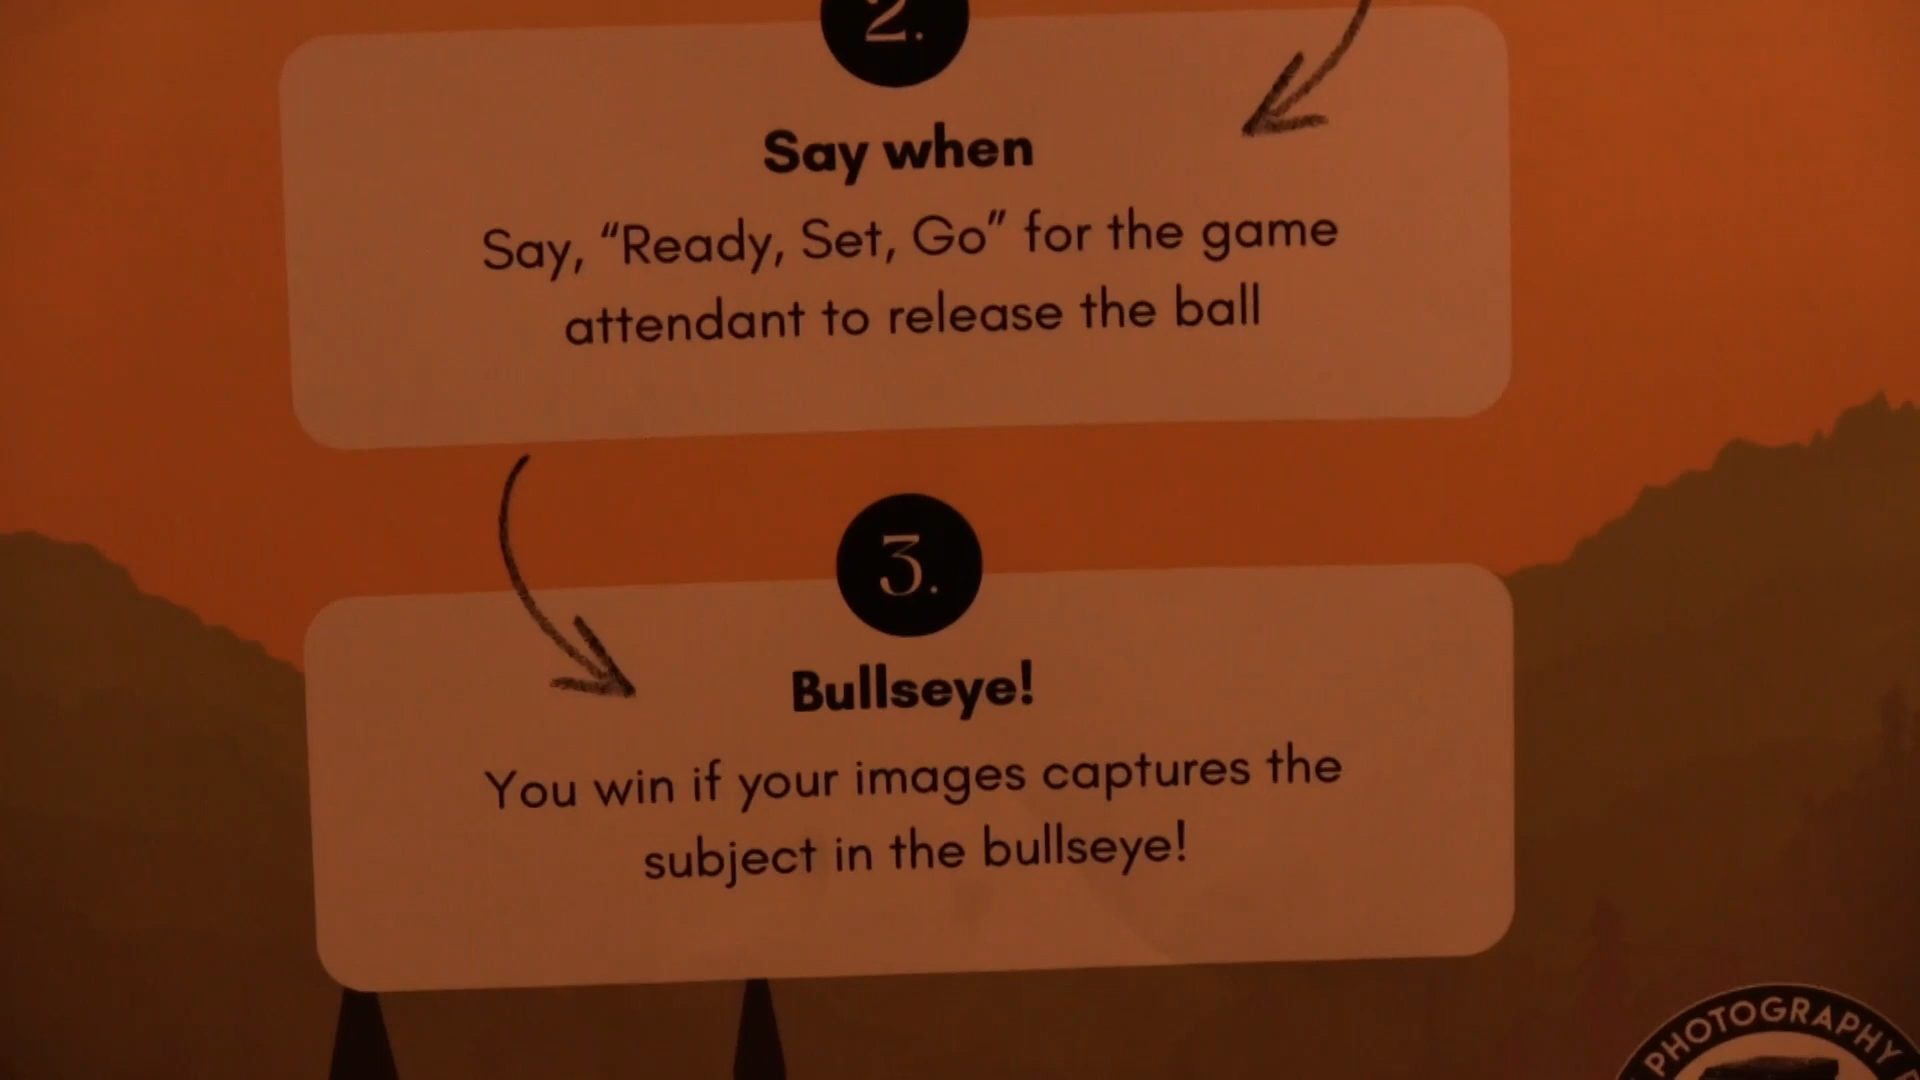 2.
Say when
Say, “Ready, Set, Go” for the game
attendant to release the ball
3.
Bullseye!
You win if your images captures the
subject in the bullseye!
PHOTOGRAPHY